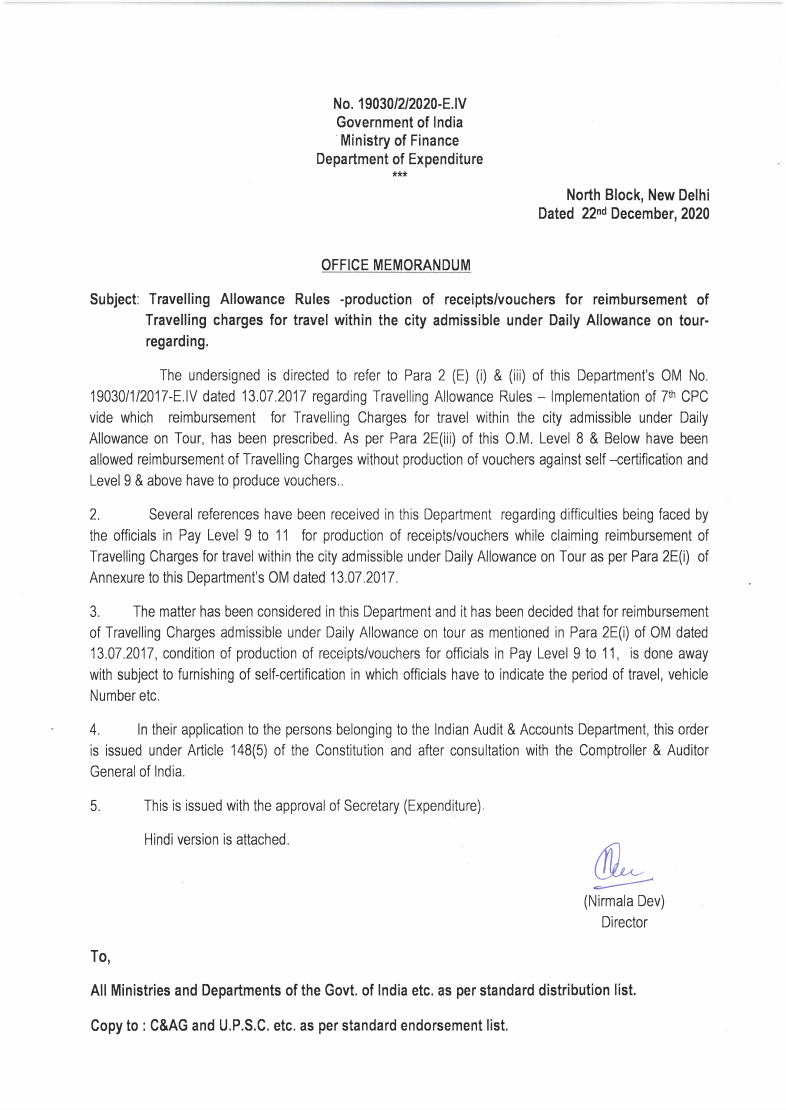 No. 19030/2/2020-E.IV
Government of India
Ministry of Finance
Department of Expenditure
***
North Block, New Delhi
Dated 22nd December, 2020
OFFICE MEMORANDUM
Subject: Travelling Allowance Rules -production of receipts/vouchers for reimbursement of
Travelling charges for travel within the city admissible under Daily Allowance on tour-
regarding.
The undersigned is directed to refer to Para 2 (E) (i) & (iii) of this Department's OM No.
19030/1/2017-E.IV dated 13.07.2017 regarding Travelling Allowance Rules – Implementation of 7th CPC
vide which reimbursement for Travelling Charges for travel within the city admissible under Daily
Allowance on Tour, has been prescribed. As per Para 2E(iii) of this O.M. Level 8 & Below have been
allowed reimbursement of Travelling Charges without production of vouchers against self –certification and
Level 9 & above have to produce vouchers..
2. Several references have been received in this Department regarding difficulties being faced by
the officials in Pay Level 9 to 11 for production of receipts/vouchers while claiming reimbursement of
Travelling Charges for travel within the city admissible under Daily Allowance on Tour as per Para 2E(i) of
Annexure to this Department's OM dated 13.07.2017.
3. The matter has been considered in this Department and it has been decided that for reimbursement
of Travelling Charges admissible under Daily Allowance on tour as mentioned in Para 2E(i) of OM dated
13.07.2017, condition of production of receipts/vouchers for officials in Pay Level 9 to 11, is done away
with subject to furnishing of self-certification in which officials have to indicate the period of travel, vehicle
Number etc.
4. In their application to the persons belonging to the Indian Audit & Accounts Department, this order
is issued under Article 148(5) of the Constitution and after consultation with the Comptroller & Auditor
General of India.
5. This is issued with the approval of Secretary (Expenditure).
Hindi version is attached.
(Nirmala Dev)
Director
To,
All Ministries and Departments of the Govt. of India etc. as per standard distribution list.
Copy to : C&AG and U.P.S.C. etc. as per standard endorsement list.